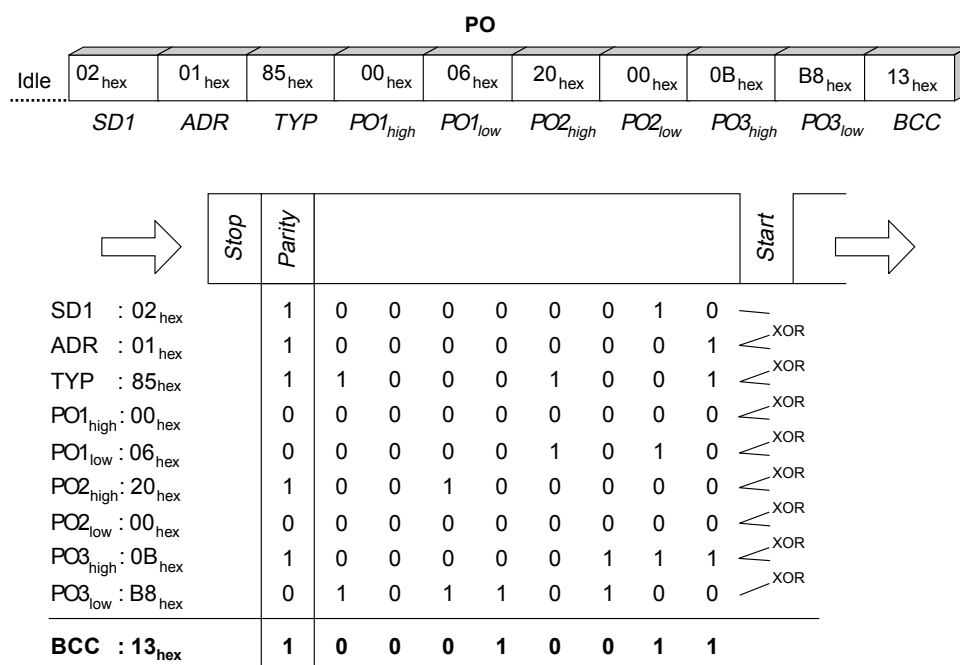 PO
Idle 02hex 01hex 85hex 00hex 06hex 20hex 00hex 0Bhex B8hex 13hex
SD1 ADR TYP PO1high PO1low PO2high PO2low PO3high PO3low BCC
Stop Parity Start
SD1 : 02hex 1 0 0 0 0 0 0 1 0
XOR
ADR : 01hex 1 0 0 0 0 0 0 0 1
XOR
TYP : 85hex 1 1 0 0 0 1 0 0 1
XOR
PO1high: 00hex 0 0 0 0 0 0 0 0 0
XOR
PO1low : 06hex 0 0 0 0 0 1 0 1 0
XOR
PO2high: 20hex 1 0 0 1 0 0 0 0 0
XOR
PO2low : 00hex 0 0 0 0 0 0 0 0 0
XOR
PO3high: 0Bhex 1 0 0 0 0 0 1 1 1
XOR
PO3low : B8hex 0 1 0 1 1 0 1 0 0
BCC : 13hex 1 0 0 0 1 0 0 1 1